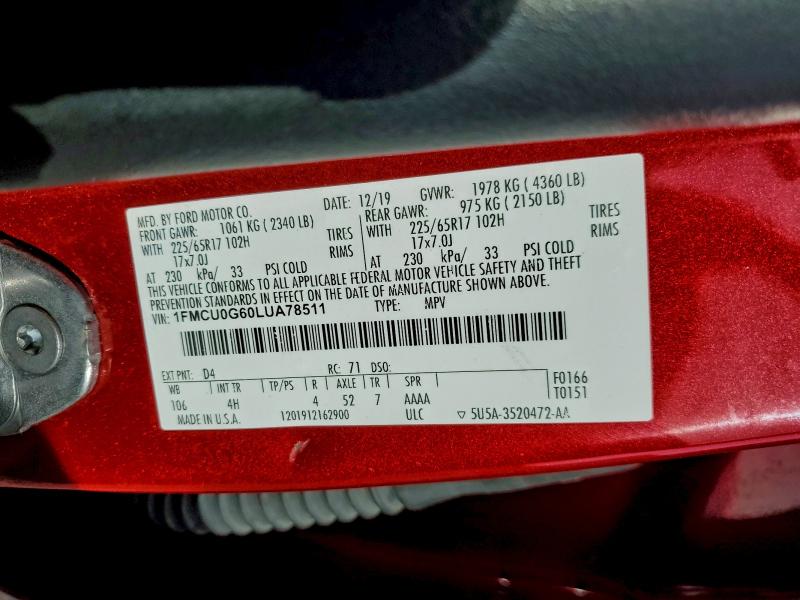 MFD. BY FORD MOTOR CO. DATE: 12/19 GVWR: 1978 KG ( 4360 LB)
FRONT GAWR: 1061 KG ( 2340 LB) REAR GAWR: 975 KG ( 2150 LB)
WITH 225/65R17 102H TIRES WITH 225/65R17 102H TIRES
17x7.0J RIMS 17x7.0J RIMS
AT 230 kPa/ 33 PSI COLD AT 230 kPa/ 33 PSI COLD
THIS VEHICLE CONFORMS TO ALL APPLICABLE FEDERAL MOTOR VEHICLE SAFETY AND THEFT
PREVENTION STANDARDS IN EFFECT ON THE DATE OF MANUFACTURE SHOWN ABOVE.
VIN: 1FMCU0G60LUA78511 TYPE: MPV
EXT PNT: D4 RC: 71 DSO:
WB INT TR TP/PS R AXLE TR SPR F0166
106 4H 4 52 7 AAAA T0151
MADE IN U.S.A. 1201912162900 ULC ▽ 5U5A-3520472-AA